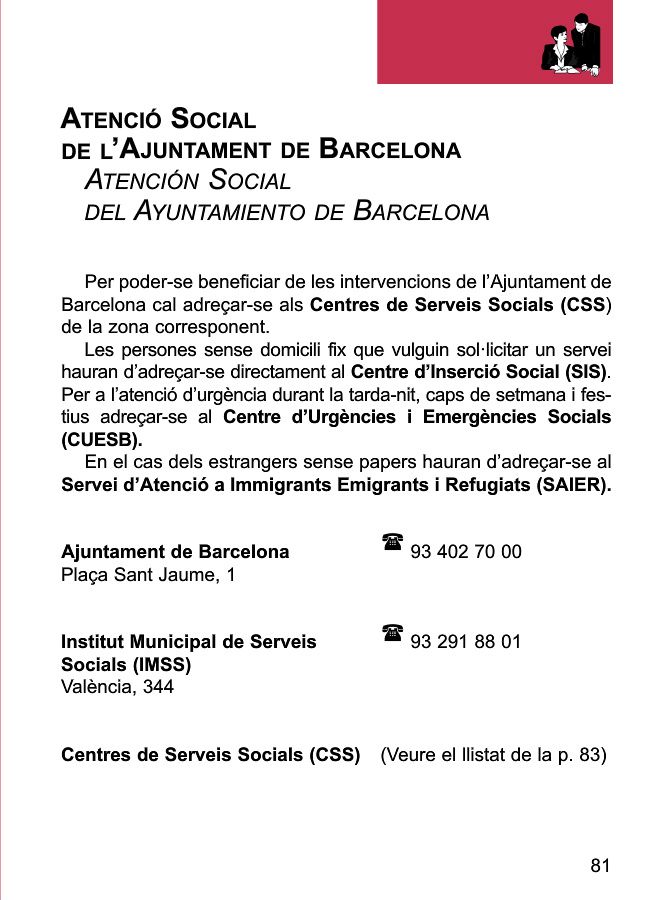 ATENCIÓ SOCIAL
DE L'AJUNTAMENT DE BARCELONA
ATENCIÓN SOCIAL
DEL AYUNTAMIENTO DE BARCELONA
Per poder-se beneficiar de les intervencions de l'Ajuntament de
Barcelona cal adreçar-se als Centres de Serveis Socials (CSS)
de la zona corresponent.
Les persones sense domicili fix que vulguin sol·licitar un servei
hauran d'adreçar-se directament al Centre d'Inserció Social (SIS).
Per a l'atenció d'urgència durant la tarda-nit, caps de setmana i fes-
tius adreçar-se al Centre d'Urgències i Emergències Socials
(CUESB).
En el cas dels estrangers sense papers hauran d'adreçar-se al
Servei d'Atenció a Immigrants Emigrants i Refugiats (SAIER).
Ajuntament de Barcelona ☎ 93 402 70 00
Plaça Sant Jaume, 1
Institut Municipal de Serveis ☎ 93 291 88 01
Socials (IMSS)
València, 344
Centres de Serveis Socials (CSS) (Veure el llistat de la p. 83)
81